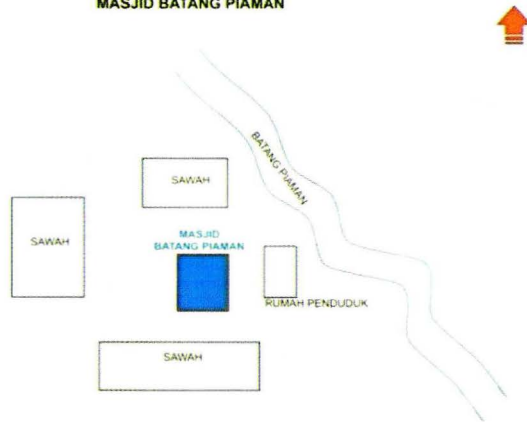 MASJID BATANG PIAMAN
BATANG PIAMAN
SAWAH
SAWAH
MASJID
BATANG PIAMAN
RUMAH PENDUDUK
SAWAH